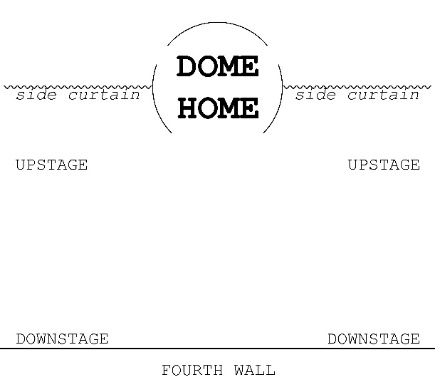 DOME
HOME
side curtain side curtain
UPSTAGE UPSTAGE
DOWNSTAGE DOWNSTAGE
FOURTH WALL